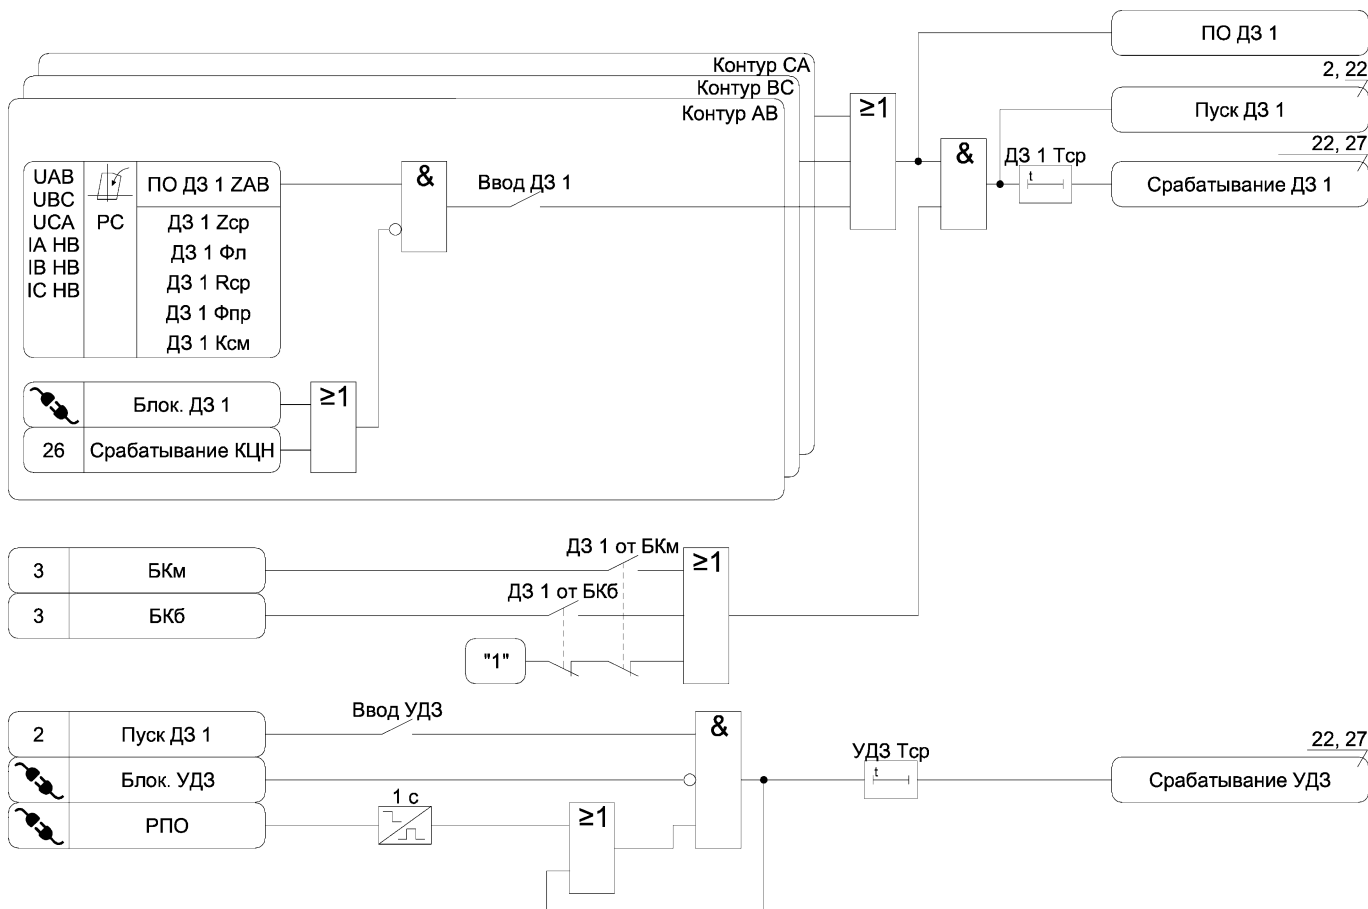 ПО ДЗ 1
Контур CA
Контур BC
Контур AB
≥1
2, 22
Пуск ДЗ 1
22, 27
&
ДЗ 1 Тср
t
Срабатывание ДЗ 1
UAB
UBC
UCA
IA НВ
IB НВ
IC НВ
РС
ПО ДЗ 1 ZAB
ДЗ 1 Zср
ДЗ 1 Фл
ДЗ 1 Rср
ДЗ 1 Фпр
ДЗ 1 Ксм
&
Ввод ДЗ 1
Блок. ДЗ 1
≥1
26
Срабатывание КЦН
3
БКм
ДЗ 1 от БКм
≥1
3
БКб
ДЗ 1 от БКб
"1"
2
Пуск ДЗ 1
Ввод УДЗ
&
22, 27
Блок. УДЗ
УДЗ Тср
t
Срабатывание УДЗ
РПО
1 с
≥1